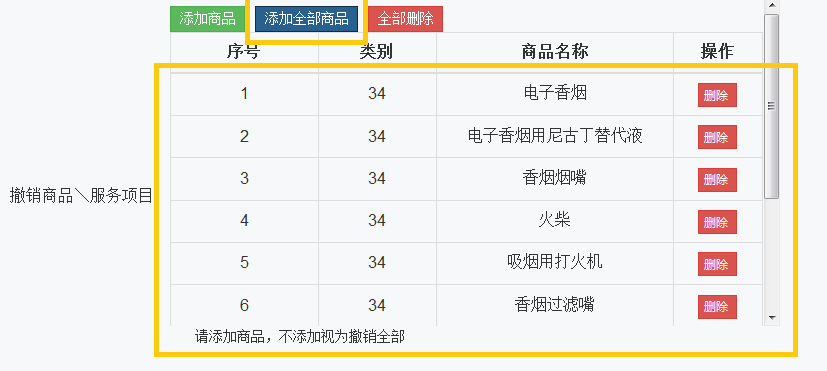 添加商品 添加全部商品 全部删除
序号 类别 商品名称 操作
1 34 电子香烟 删除
2 34 电子香烟用尼古丁替代液 删除
3 34 香烟烟嘴 删除
撤销商品＼服务项目
4 34 火柴 删除
5 34 吸烟用打火机 删除
6 34 香烟过滤嘴 删除
请添加商品，不添加视为撤销全部